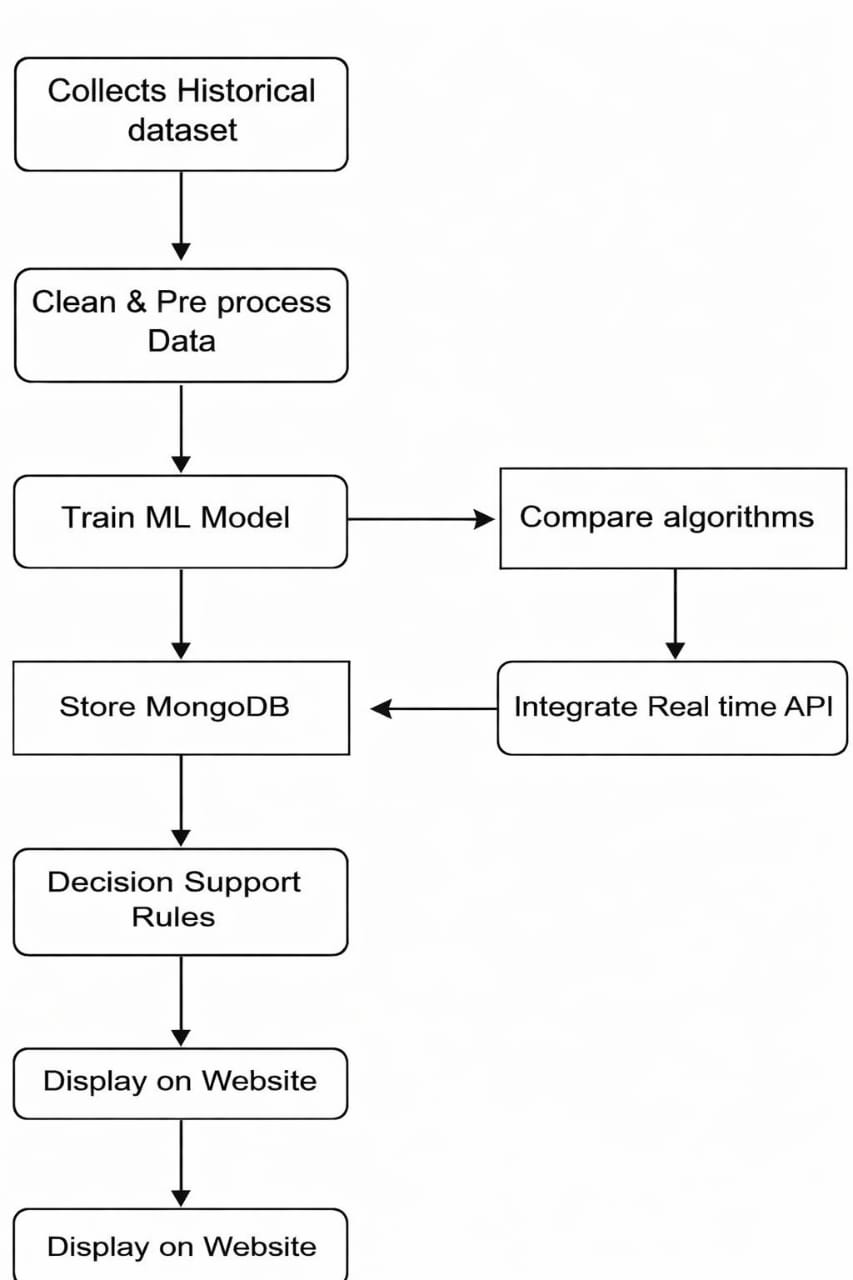 Collects Historical
dataset
Clean & Pre process
Data
Train ML Model
Compare algorithms
Store MongoDB
Integrate Real time API
Decision Support
Rules
Display on Website
Display on Website